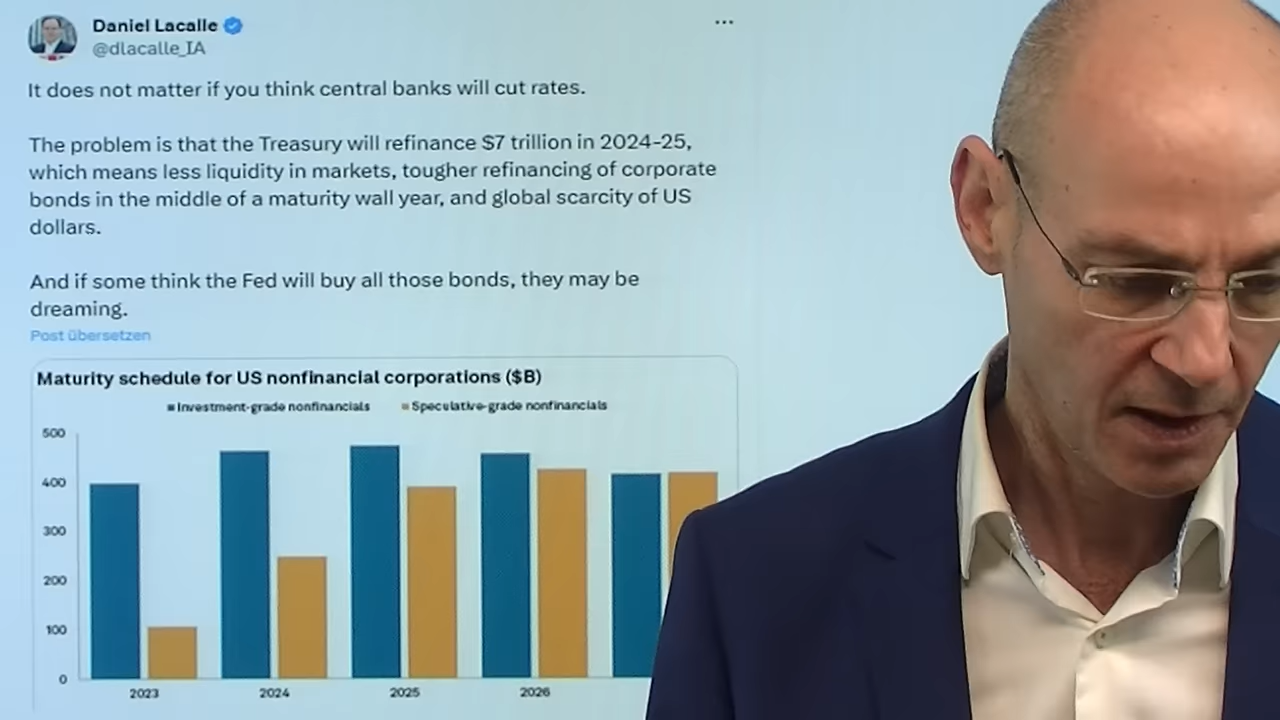 Daniel Lacalle
@dlacalle_IA
It does not matter if you think central banks will cut rates.
The problem is that the Treasury will refinance $7 trillion in 2024-25,
which means less liquidity in markets, tougher refinancing of corporate
bonds in the middle of a maturity wall year, and global scarcity of US
dollars.
And if some think the Fed will buy all those bonds, they may be
dreaming.
Post übersetzen
Maturity schedule for US nonfinancial corporations ($B)
Investment-grade nonfinancials Speculative-grade nonfinancials
500
400
300
200
100
0
2023 2024 2025 2026